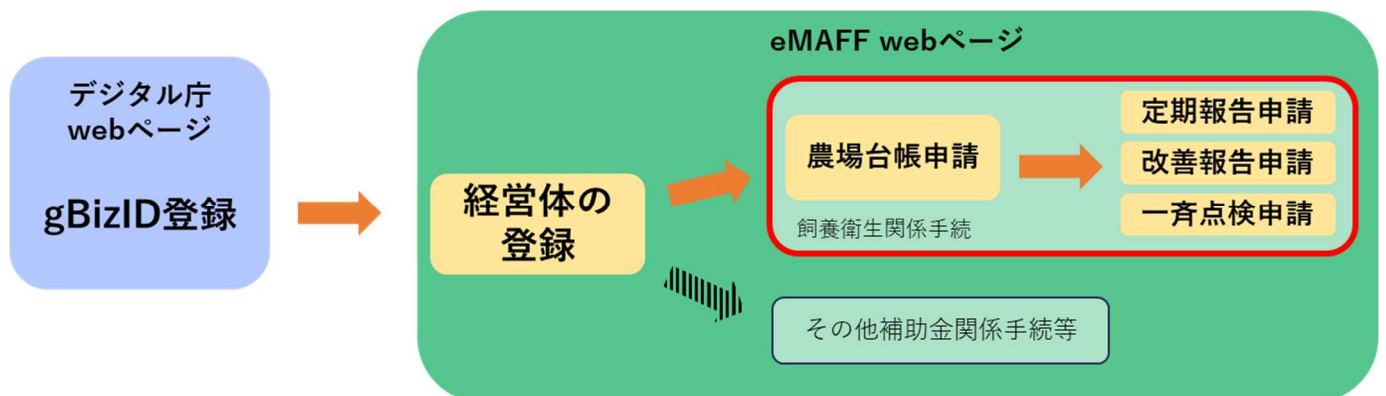 デジタル庁
webページ
gBizID登録
eMAFF webページ
経営体の
登録
農場台帳申請
飼養衛生関係手続
定期報告申請
改善報告申請
一斉点検申請
その他補助金関係手続等